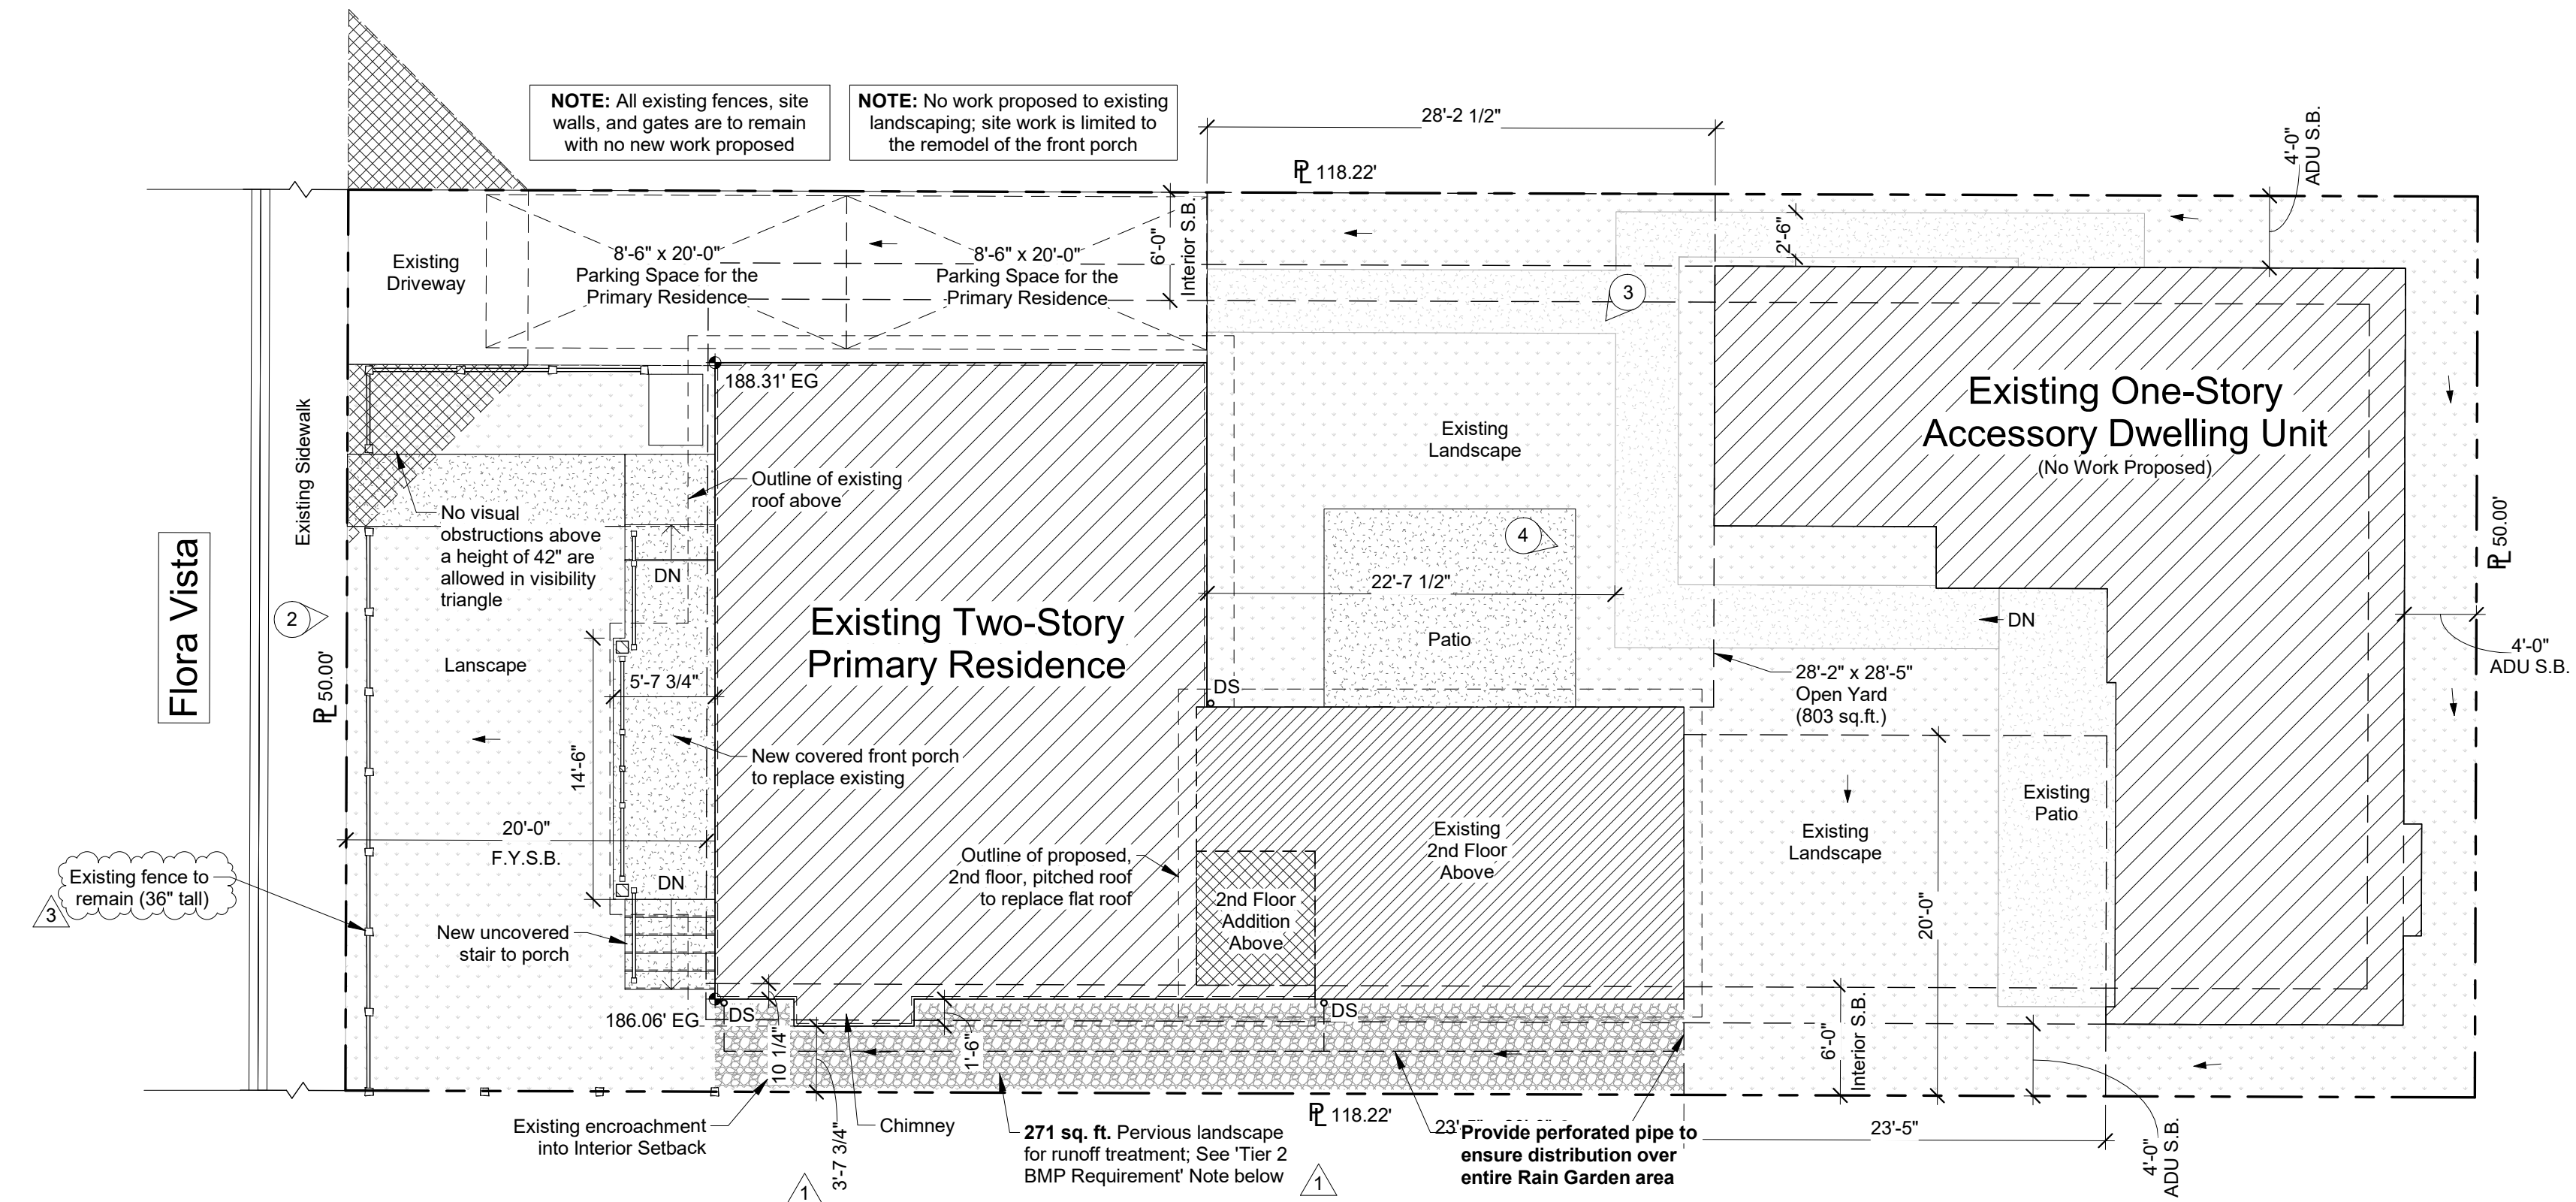 NOTE: All existing fences, site
walls, and gates are to remain
with no new work proposed
NOTE: No work proposed to existing
landscaping; site work is limited to
the remodel of the front porch
28'-2 1/2"
PL 118.22'
4'-0"
ADU S.B.
Existing
Driveway
8'-6" x 20'-0"
Parking Space for the
Primary Residence
8'-6" x 20'-0"
Parking Space for the
Primary Residence
6'-0"
Interior S.B.
2'-6"
3
188.31' EG
Existing Sidewalk
Flora Vista
2
PL 50.00'
No visual
obstructions above
a height of 42" are
allowed in visibility
triangle
Outline of existing
roof above
DN
Lanscape
5'-7 3/4"
14'-6"
Existing Two-Story
Primary Residence
New covered front porch
to replace existing
20'-0"
F.Y.S.B.
DN
Existing fence to
remain (36" tall)
3
New uncovered
stair to porch
Existing
Landscape
4
22'-7 1/2"
Patio
DS
Existing One-Story
Accessory Dwelling Unit
(No Work Proposed)
PL 50.00'
DN
4'-0"
ADU S.B.
28'-2" x 28'-5"
Open Yard
(803 sq.ft.)
Outline of proposed,
2nd floor, pitched roof
to replace flat roof
2nd Floor
Addition
Above
Existing
2nd Floor
Above
Existing
Landscape
Existing
Patio
20'-0"
6'-0"
Interior S.B.
186.06' EG
DS
10 1/4"
1'-6"
DS
Existing encroachment
into Interior Setback
3'-7 3/4"
1
Chimney
271 sq. ft. Pervious landscape
for runoff treatment; See 'Tier 2
BMP Requirement' Note below
1
PL 118.22'
Provide perforated pipe to
ensure distribution over
entire Rain Garden area
23'-5"
4'-0"
ADU S.B.